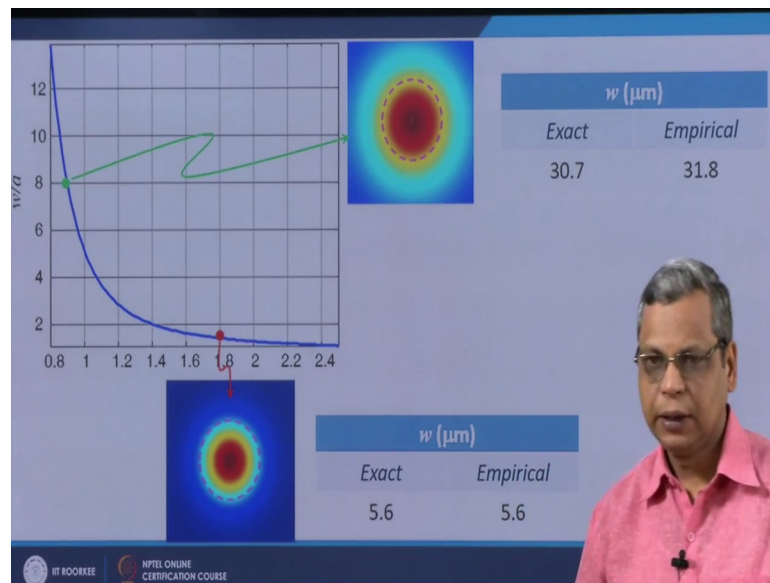 12
10
8
6
4
2
w/a
0.8 1 1.2 1.4 1.6 1.8 2 2.2 2.4
w (μm)
Exact Empirical
30.7 31.8
w (μm)
Exact Empirical
5.6 5.6
IIT ROORKEE
NPTEL ONLINE
CERTIFICATION COURSE